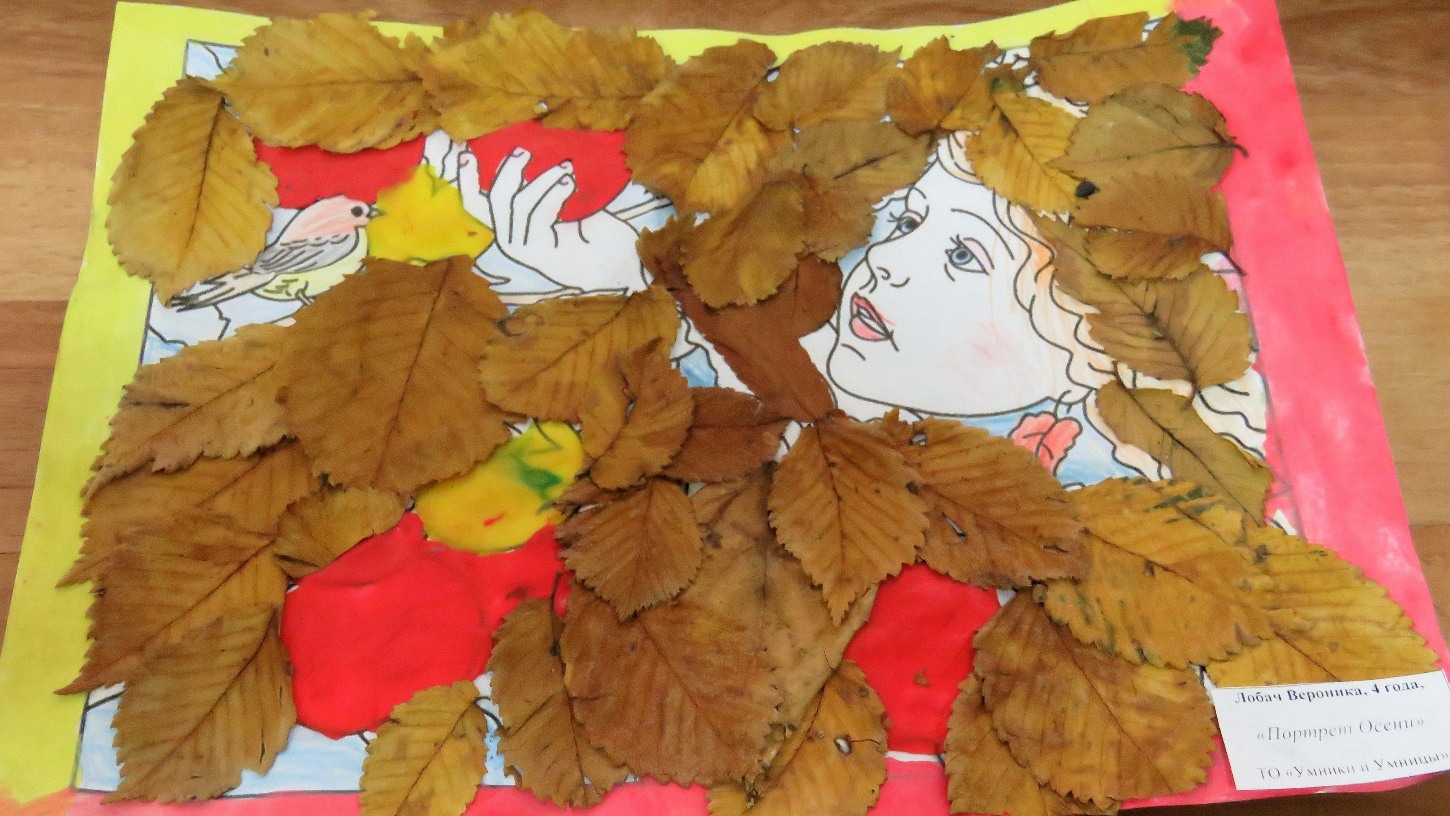 Лобач Вероника, 4 года,
«Портрет Осени»
ТО «Умники и Умницы»